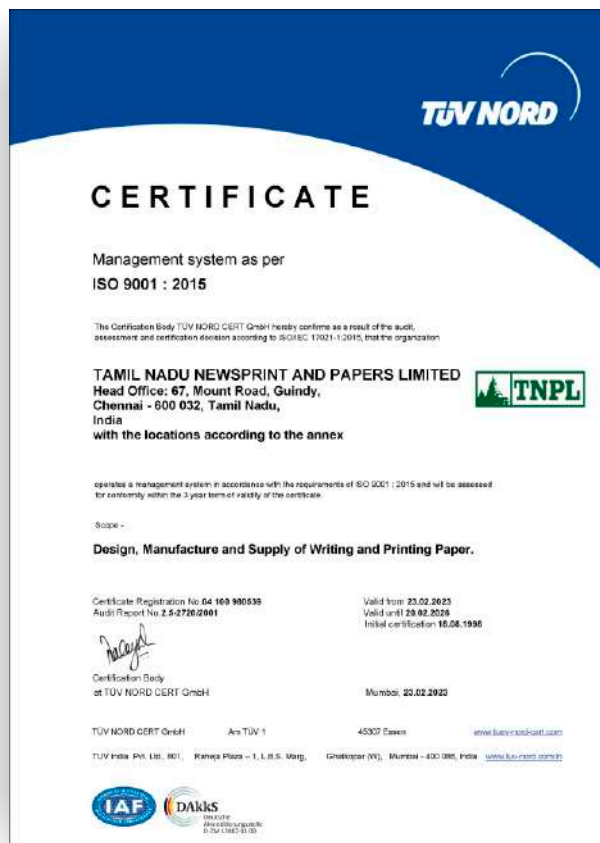 TÜV NORD
CERTIFICATE
Management system as per
ISO 9001 : 2015
The Certification Body TÜV NORD CERT GmbH hereby confirms as a result of the audit,
assessment and certification decision according to ISO/IEC 17021-1:2015, that the organization
TAMIL NADU NEWSPRINT AND PAPERS LIMITED
Head Office: 67, Mount Road, Guindy,
Chennai - 600 032, Tamil Nadu,
India
with the locations according to the annex
TNPL
operates a management system in accordance with the requirements of ISO 9001 : 2015 and will be assessed
for conformity within the 3 year term of validity of the certificate
Scope -
Design, Manufacture and Supply of Writing and Printing Paper.
Certificate Registration No 04 100 980539
Audit Report No 2.5-2720/2001
Valid from 23.02.2023
Valid until 20.02.2026
Initial certification 18.08.1998
Certification Body
at TÜV NORD CERT GmbH
Mumbai, 23.02.2023
TÜV NORD CERT GmbH Am TÜV 1 45307 Essen www.tuev-nord-cert.com
TUV India Pvt. Ltd., 801, Raheja Plaza – 1, L.B.S. Marg, Ghatkopar (W), Mumbai - 400 086, India www.tuv-nord.com/in
IAF
DAkkS
Deutsche
Akkreditierungsstelle